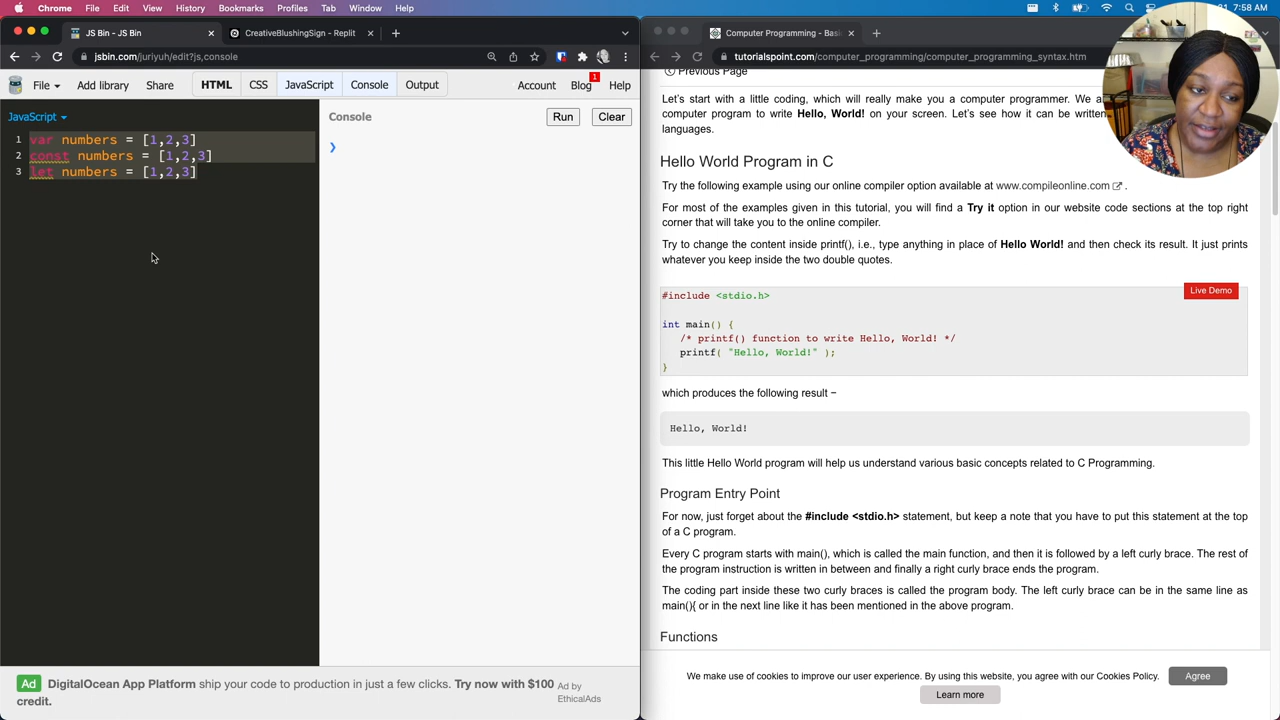 Chrome File Edit View History Bookmarks Profiles Tab Window Help
JS Bin - JS Bin
CreativeBlushingSign - Replit
jsbin.com/juriyuh/edit?js,console
File Add library Share HTML CSS JavaScript Console Output Account Blog 1 Help
JavaScript
1 var numbers = [1,2,3]
2 const numbers = [1,2,3]
3 let numbers = [1,2,3]
Console
Run Clear
Ad DigitalOcean App Platform ship your code to production in just a few clicks. Try now with $100
credit.
Ad by
EthicalAds
Computer Programming - Basi
tutorialspoint.com/computer_programming/computer_programming_syntax.htm
Previous Page
Let's start with a little coding, which will really make you a computer programmer. We a
computer program to write Hello, World! on your screen. Let's see how it can be written
languages.
Hello World Program in C
Try the following example using our online compiler option available at www.compileonline.com .
For most of the examples given in this tutorial, you will find a Try it option in our website code sections at the top right
corner that will take you to the online compiler.
Try to change the content inside printf(), i.e., type anything in place of Hello World! and then check its result. It just prints
whatever you keep inside the two double quotes.
Live Demo
#include <stdio.h>
int main() {
/* printf() function to write Hello, World! */
printf( "Hello, World!" );
}
which produces the following result −
Hello, World!
This little Hello World program will help us understand various basic concepts related to C Programming.
Program Entry Point
For now, just forget about the #include <stdio.h> statement, but keep a note that you have to put this statement at the top
of a C program.
Every C program starts with main(), which is called the main function, and then it is followed by a left curly brace. The rest of
the program instruction is written in between and finally a right curly brace ends the program.
The coding part inside these two curly braces is called the program body. The left curly brace can be in the same line as
main(){ or in the next line like it has been mentioned in the above program.
Functions
We make use of cookies to improve our user experience. By using this website, you agree with our Cookies Policy.
Agree
Learn more
7:58 AM